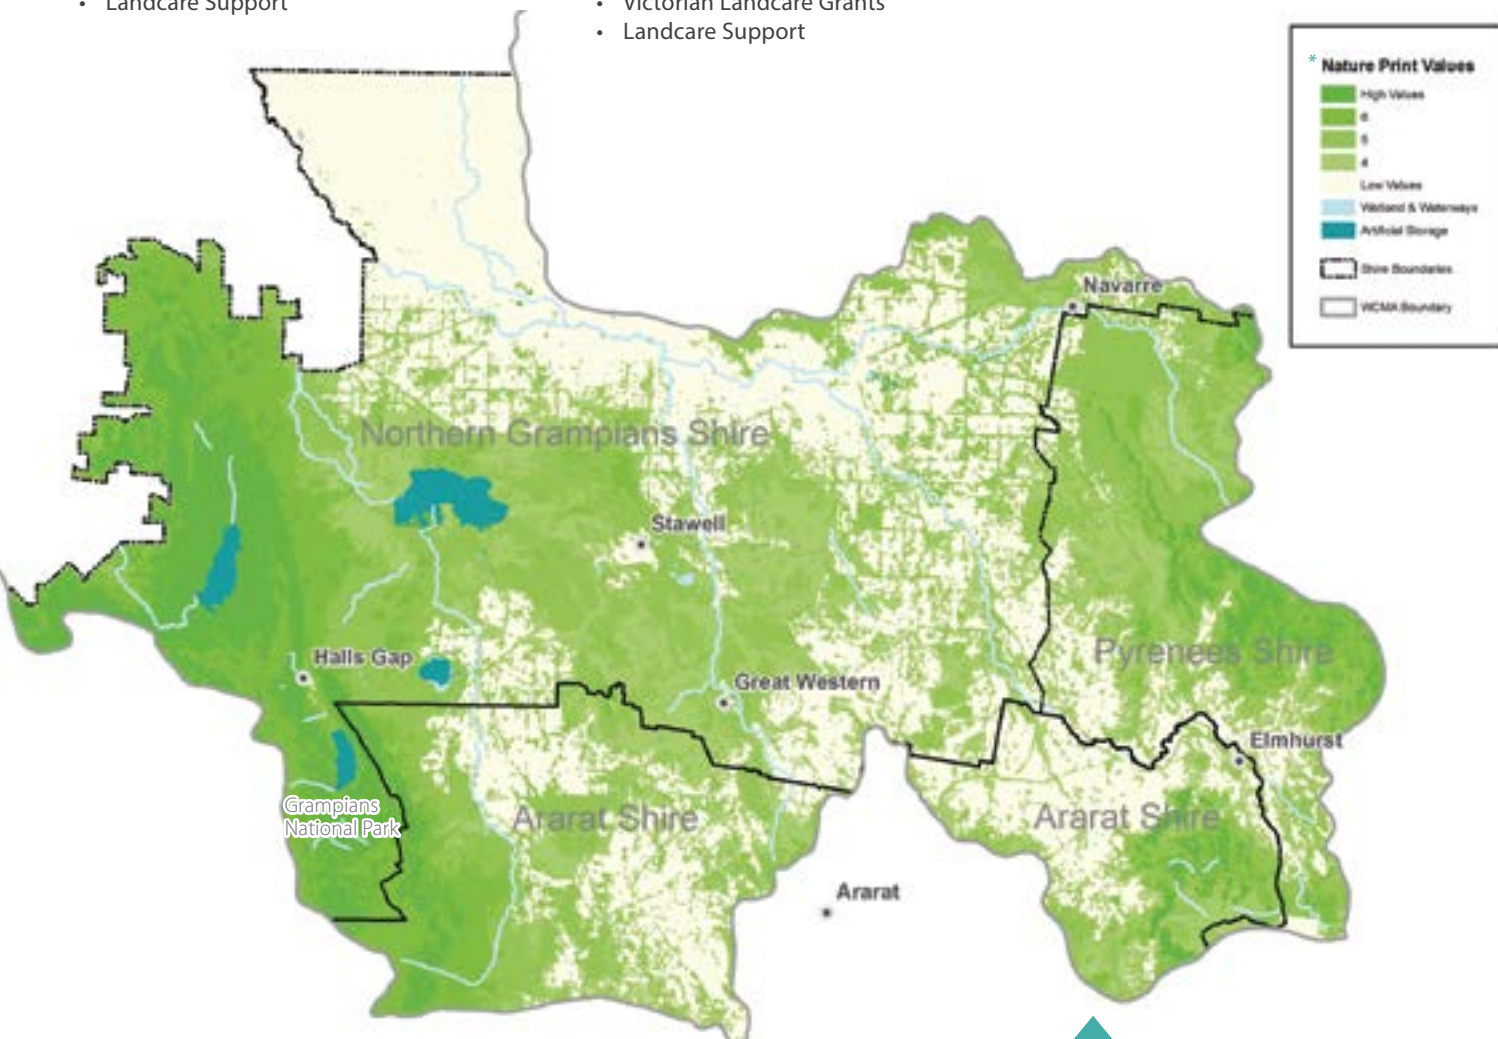 • Landcare Support
• Victorian Landcare Grants
• Landcare Support
* Nature Print Values
High Values
6
5
4
Low Values
Wetland & Waterways
Artificial Storage
Shire Boundaries
WCMA Boundary
Navarre
Northern Grampians Shire
Stawell
Halls Gap
Great Western
Pyrenees Shire
Elmhurst
Grampians
National Park
Ararat Shire
Ararat Shire
Ararat